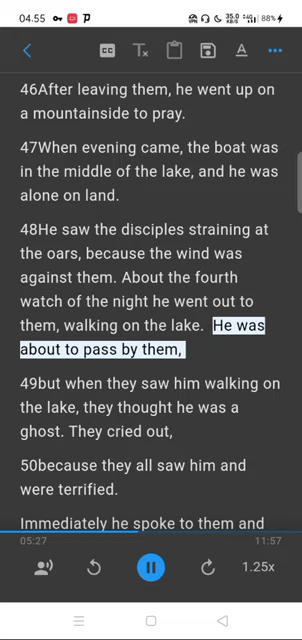 04.55
35.0
KB/S
4G
88%
46After leaving them, he went up on
a mountainside to pray.
47When evening came, the boat was
in the middle of the lake, and he was
alone on land.
48He saw the disciples straining at
the oars, because the wind was
against them. About the fourth
watch of the night he went out to
them, walking on the lake. He was
about to pass by them,
49but when they saw him walking on
the lake, they thought he was a
ghost. They cried out,
50because they all saw him and
were terrified.
Immediately he spoke to them and
05:27
11:57
1.25x